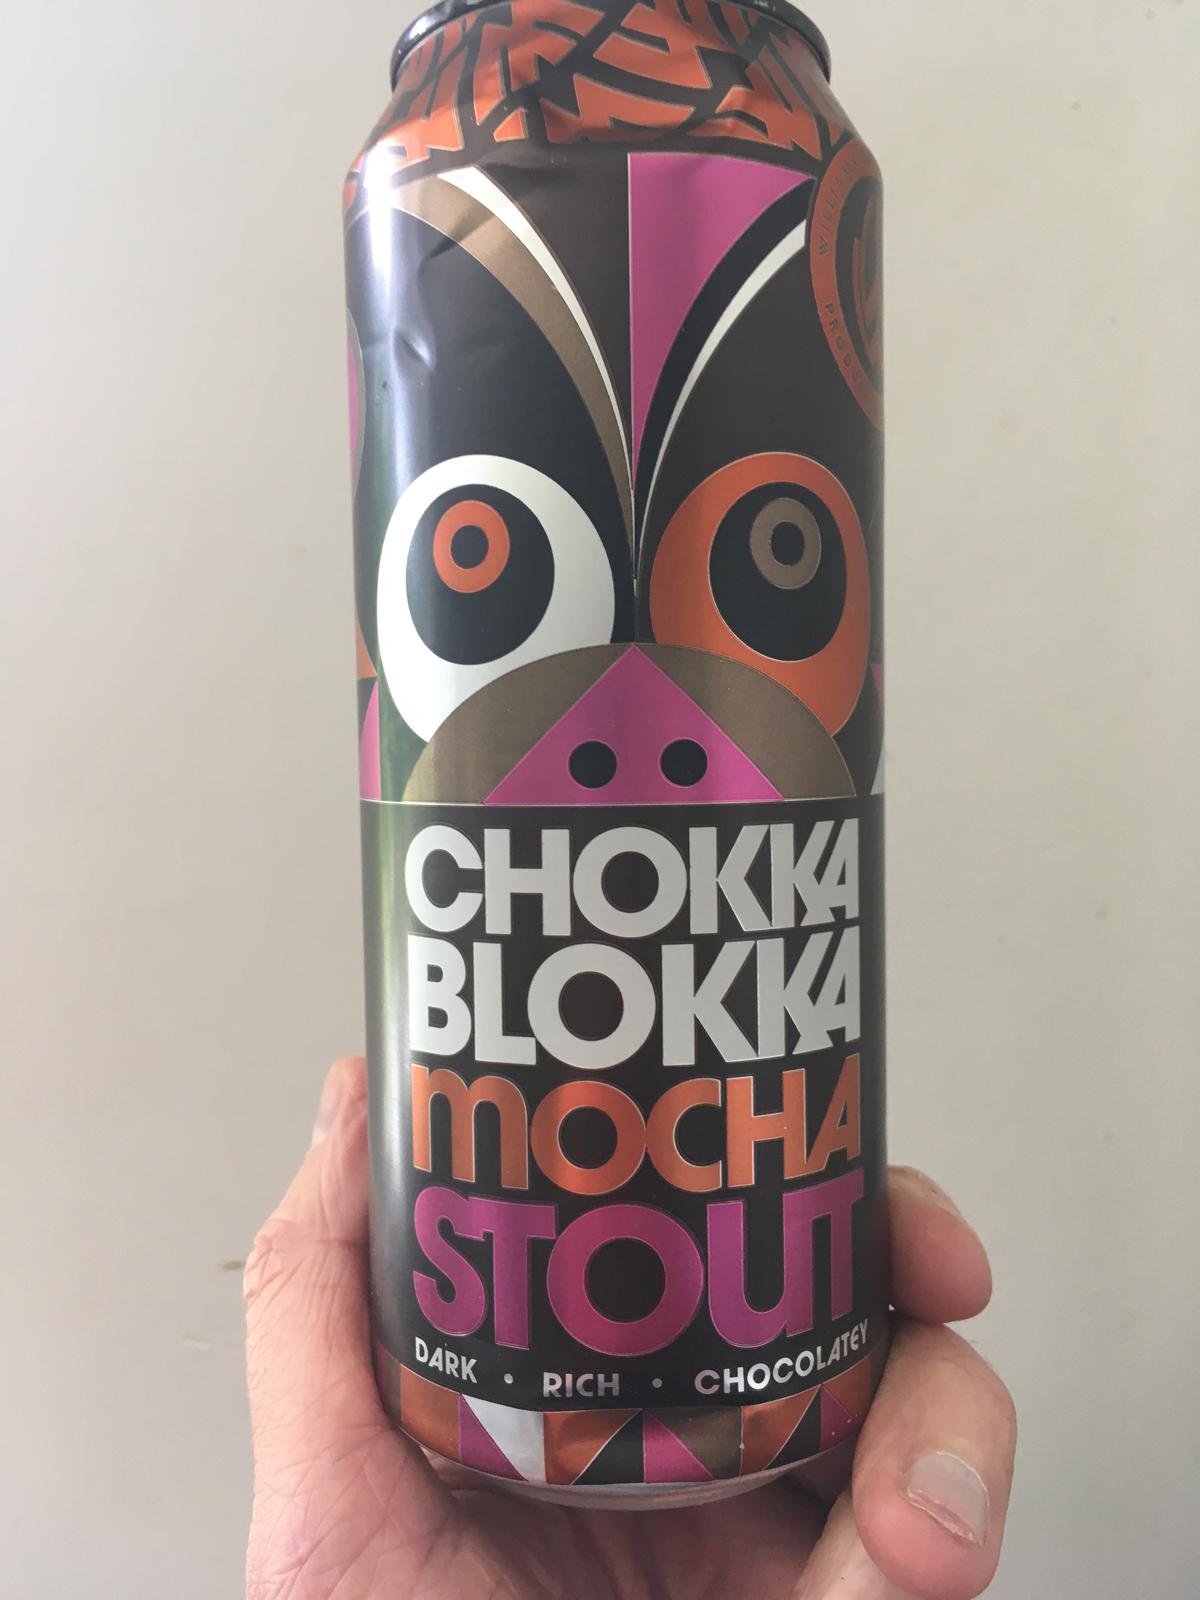 CHOKKA
BLOKKA
MOCHA
STOUT
DARK • RICH • CHOCOLATEY